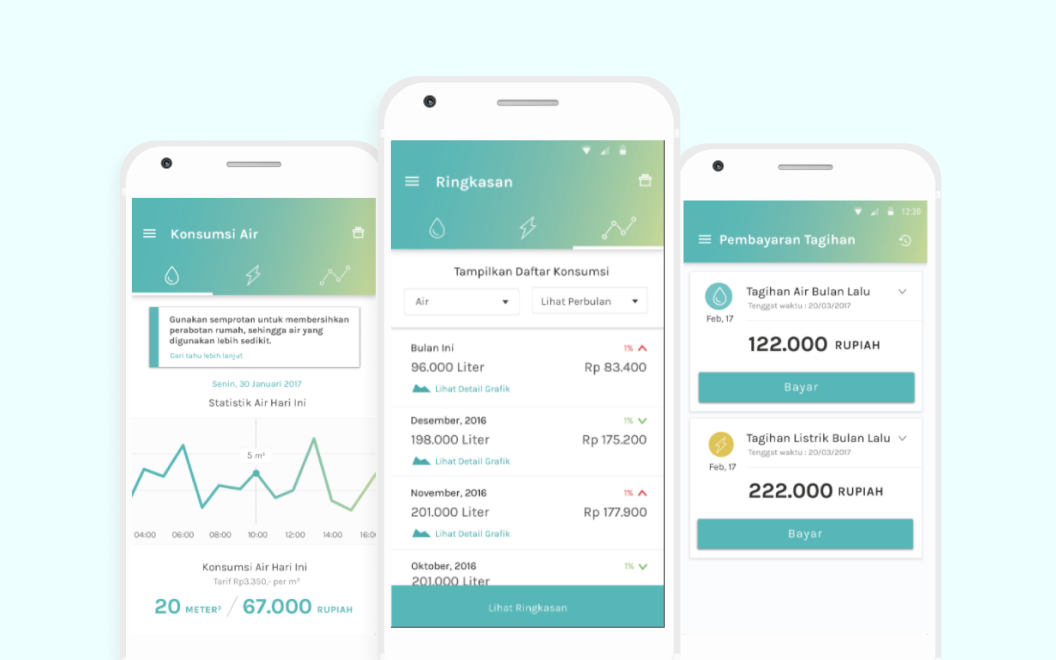 Konsumsi Air
Gunakan semprotan untuk membersihkan
perabotan rumah, sehingga air yang
digunakan lebih sedikit.
Cari tahu lebih lanjut
Senin, 30 Januari 2017
Statistik Air Hari Ini
5 m³
04:00 06:00 08:00 10:00 12:00 14:00 16:0
Konsumsi Air Hari Ini
Tarif Rp3.350,- per m³
20 METER³ / 67.000 RUPIAH
Ringkasan
Tampilkan Daftar Konsumsi
Air
Lihat Perbulan
Bulan Ini 1%
96.000 Liter Rp 83.400
Lihat Detail Grafik
Desember, 2016 1%
198.000 Liter Rp 175.200
Lihat Detail Grafik
November, 2016 1%
201.000 Liter Rp 177.900
Lihat Detail Grafik
Oktober, 2016 1%
201.000 Liter
Lihat Ringkasan
12:30
Pembayaran Tagihan
Tagihan Air Bulan Lalu
Tenggat waktu : 20/03/2017
Feb, 17
122.000 RUPIAH
Bayar
Tagihan Listrik Bulan Lalu
Tenggat waktu : 20/03/2017
Feb, 17
222.000 RUPIAH
Bayar